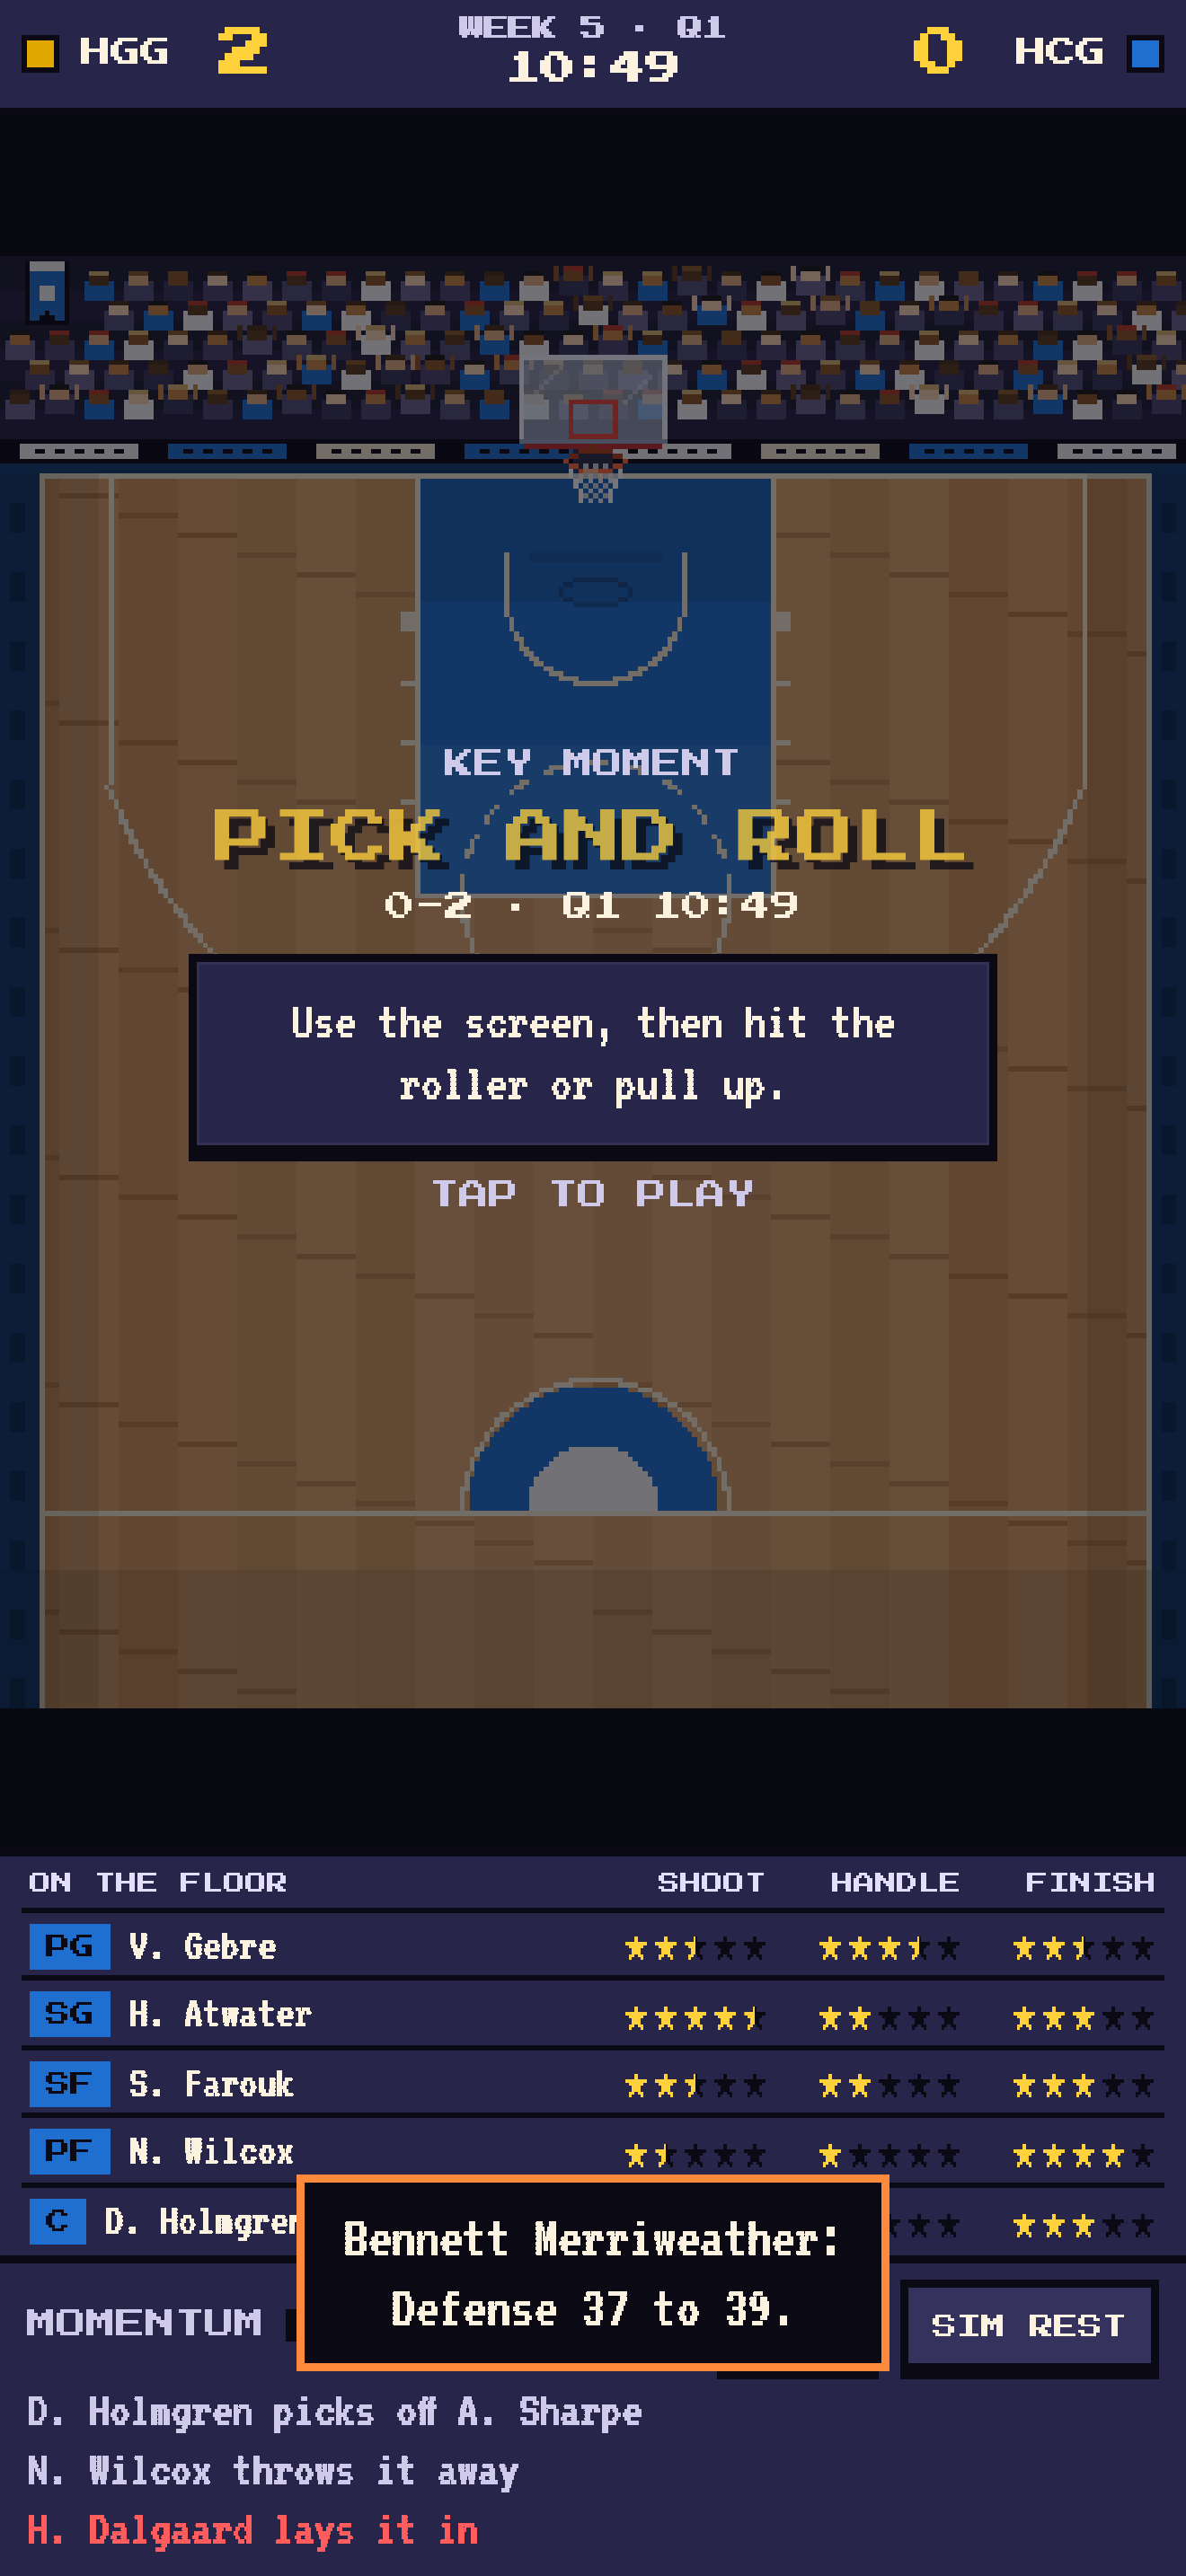 HGG 2 WEEK 5 · Q1 0 HCG
10:49
KEY MOMENT
PICK AND ROLL
0-2 · Q1 10:49
Use the screen, then hit the
roller or pull up.
TAP TO PLAY
ON THE FLOOR SHOOT HANDLE FINISH
PG V. Gebre
SG H. Atwater
SF S. Farouk
PF N. Wilcox
C D. Holmgren
Bennett Merriweather:
Defense 37 to 39.
MOMENTUM SIM REST
D. Holmgren picks off A. Sharpe
N. Wilcox throws it away
H. Dalgaard lays it in